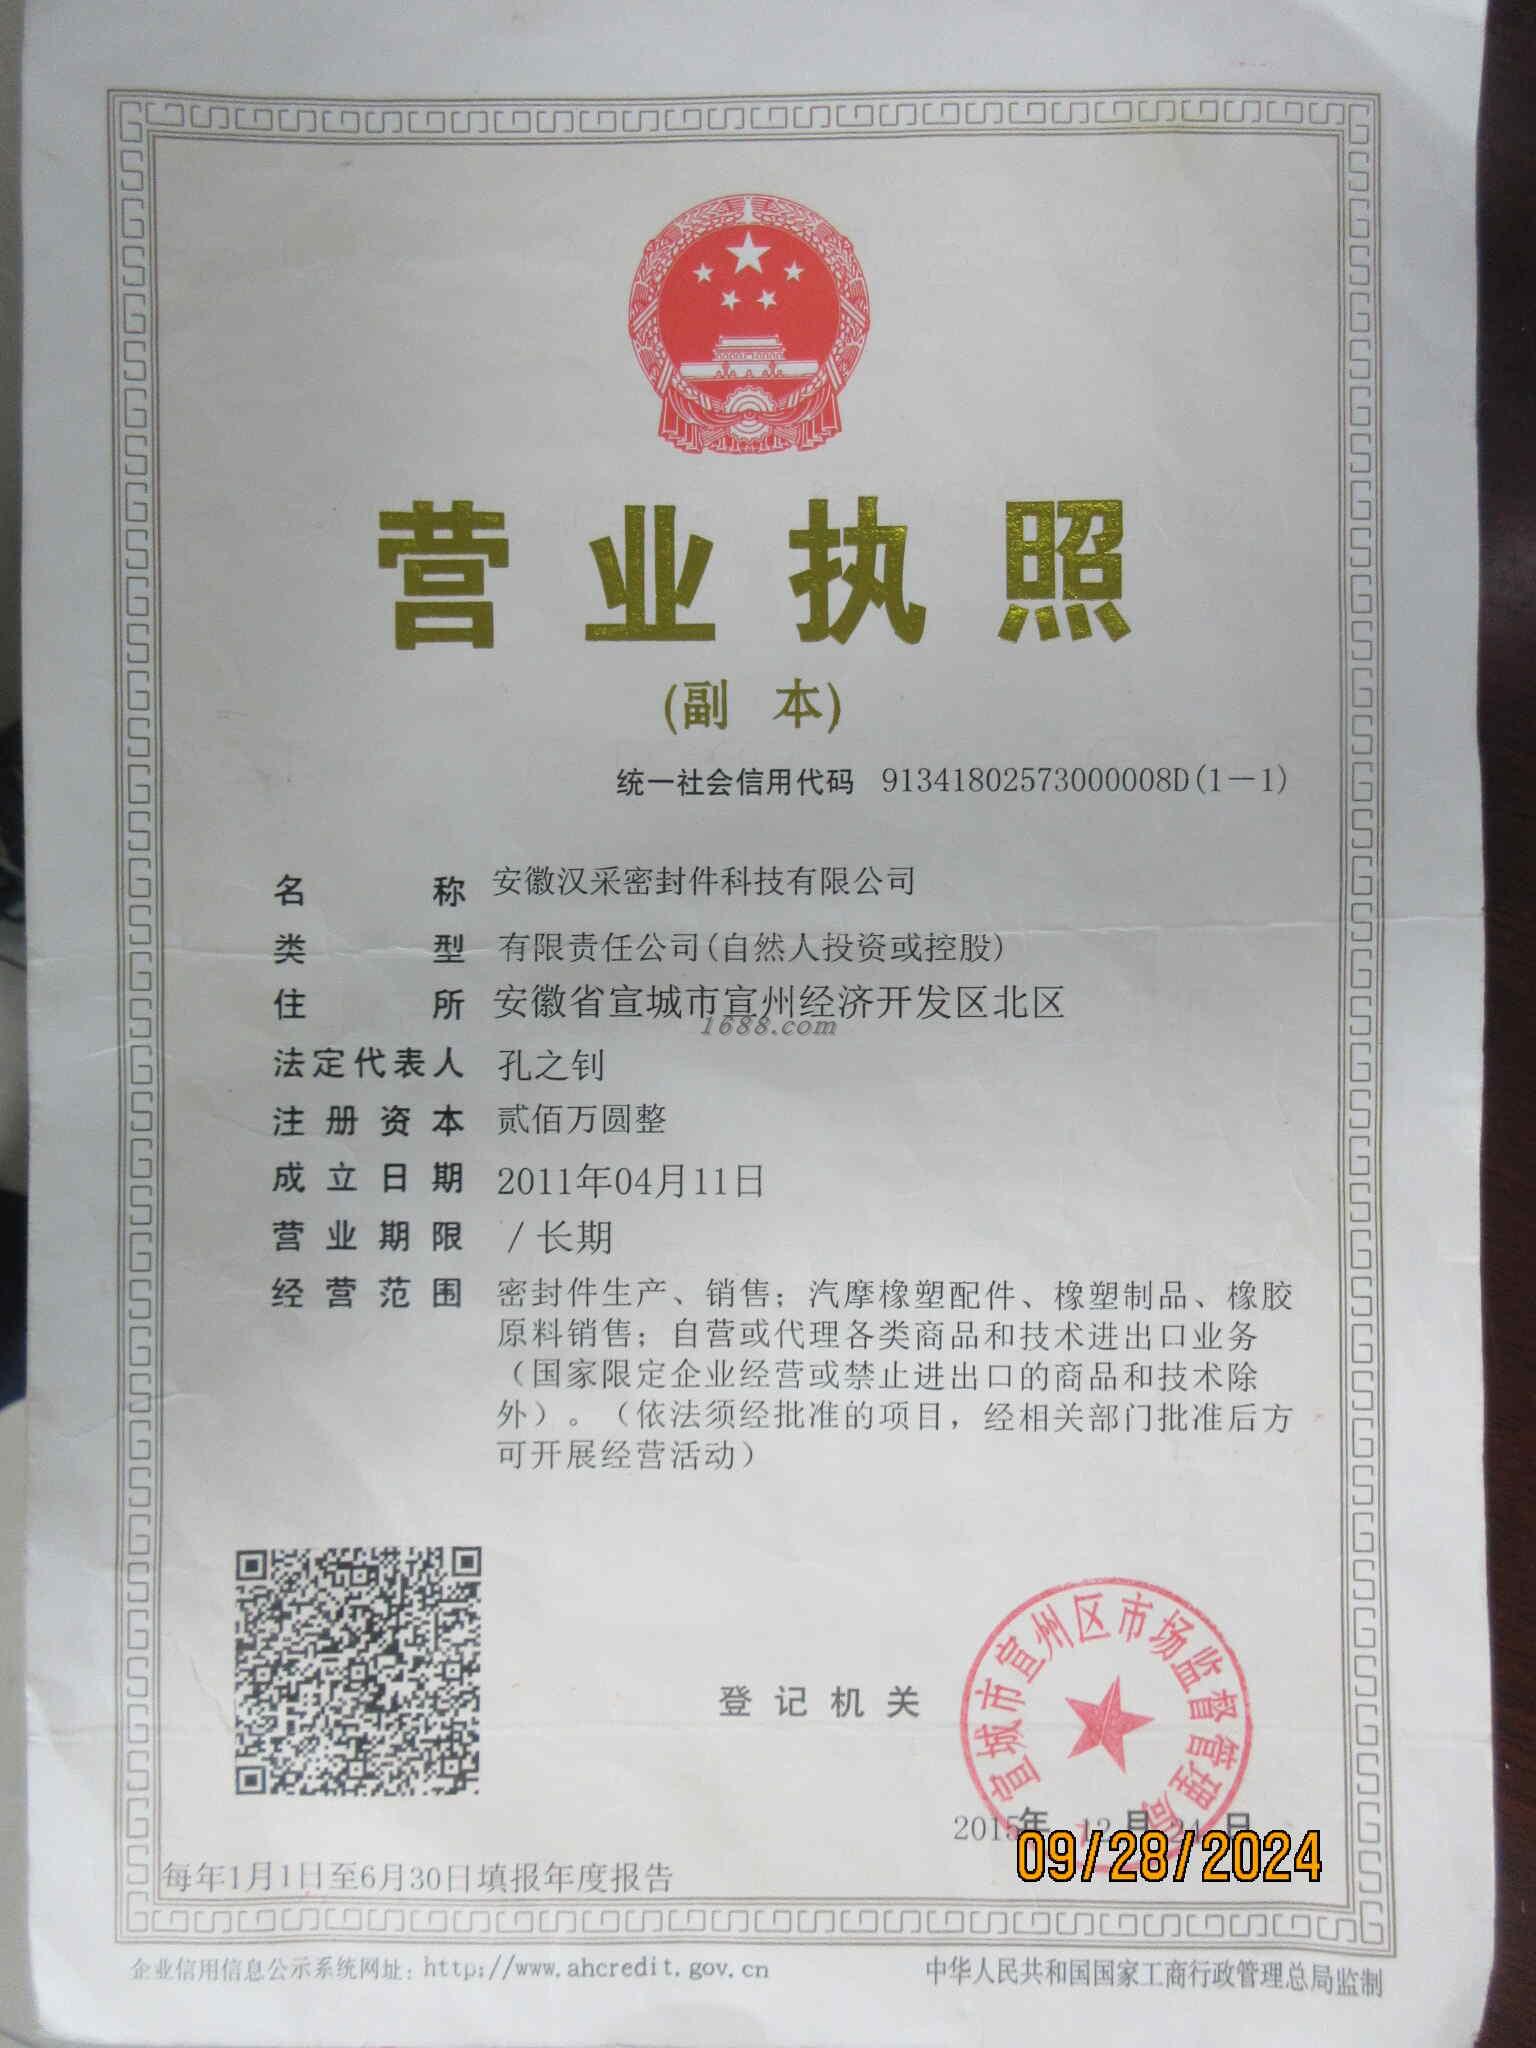 营业执照
(副 本)
统一社会信用代码 91341802573000008D(1－1)
名 称 安徽汉采密封件科技有限公司
类 型 有限责任公司(自然人投资或控股)
住 所 安徽省宣城市宣州经济开发区北区
1688.com
法定代表人 孔之钊
注册资本 贰佰万圆整
成立日期 2011年04月11日
营业期限 /长期
经营范围 密封件生产、销售；汽摩橡塑配件、橡塑制品、橡胶
原料销售；自营或代理各类商品和技术进出口业务
（国家限定企业经营或禁止进出口的商品和技术除
外）。（依法须经批准的项目，经相关部门批准后方
可开展经营活动）
登记机关
宣城市宣州区市场监督管理局
2015年 12月24日
09/28/2024
每年1月1日至6月30日填报年度报告
企业信用信息公示系统网址：http://www.ahcredit.gov.cn
中华人民共和国国家工商行政管理总局监制